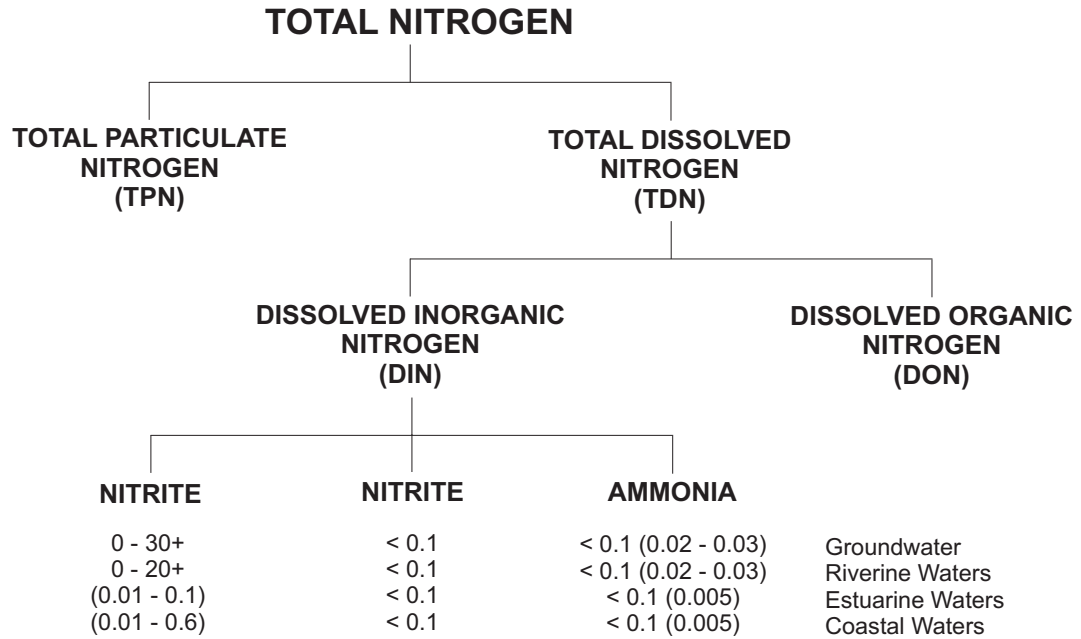 TOTAL NITROGEN
TOTAL PARTICULATE
NITROGEN
(TPN)
TOTAL DISSOLVED
NITROGEN
(TDN)
DISSOLVED INORGANIC
NITROGEN
(DIN)
DISSOLVED ORGANIC
NITROGEN
(DON)
NITRITE NITRITE AMMONIA
0 - 30+ < 0.1 < 0.1 (0.02 - 0.03) Groundwater
0 - 20+ < 0.1 < 0.1 (0.02 - 0.03) Riverine Waters
(0.01 - 0.1) < 0.1 < 0.1 (0.005) Estuarine Waters
(0.01 - 0.6) < 0.1 < 0.1 (0.005) Coastal Waters